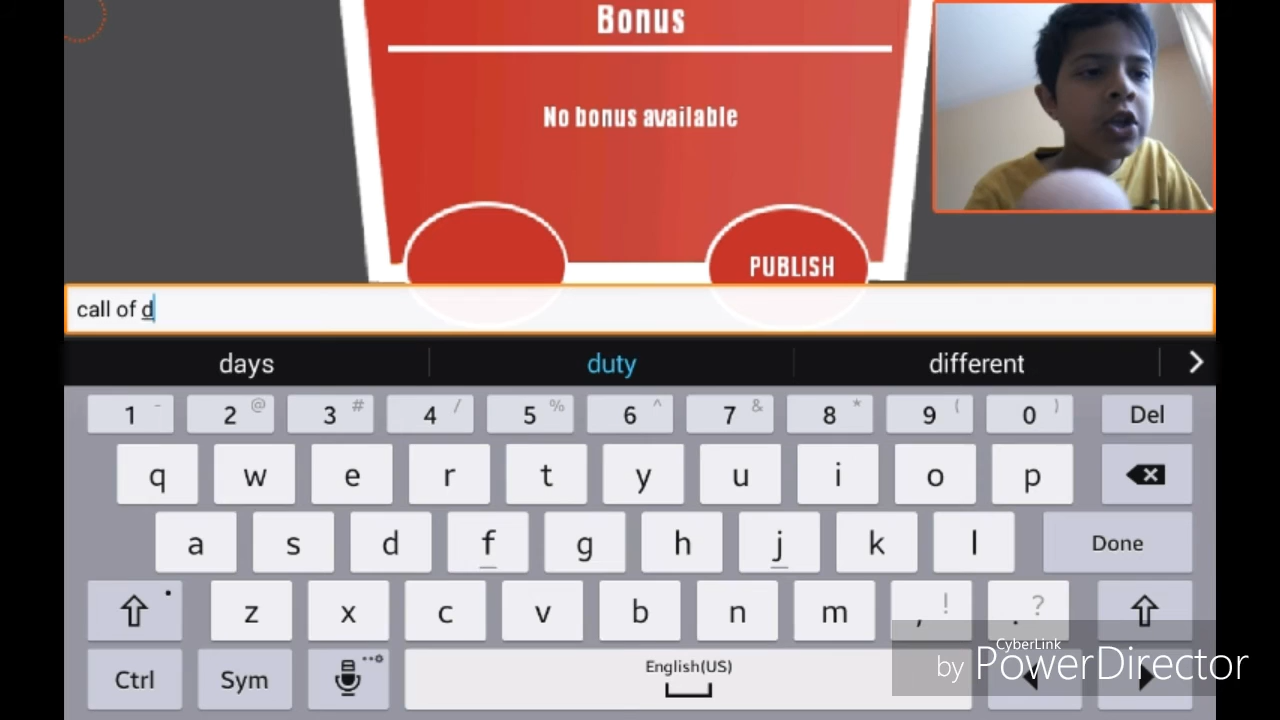 Bonus
No bonus available
PUBLISH
call of d
days duty different
1 - 2 @ 3 # 4 / 5 % 6 ^ 7 & 8 * 9 ( 0 ) Del
q w e r t y u i o p
a s d f g h j k l Done
z x c v b n m , ! . ?
Ctrl Sym English(US)
CyberLink
by PowerDirector